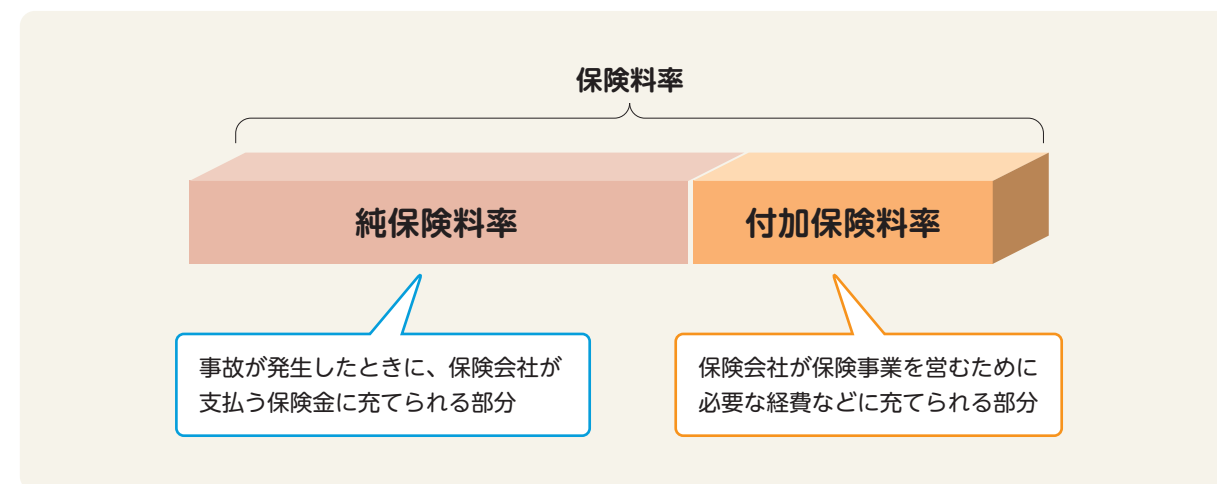 保険料率
純保険料率
付加保険料率
事故が発生したときに、保険会社が
支払う保険金に充てられる部分
保険会社が保険事業を営むために
必要な経費などに充てられる部分